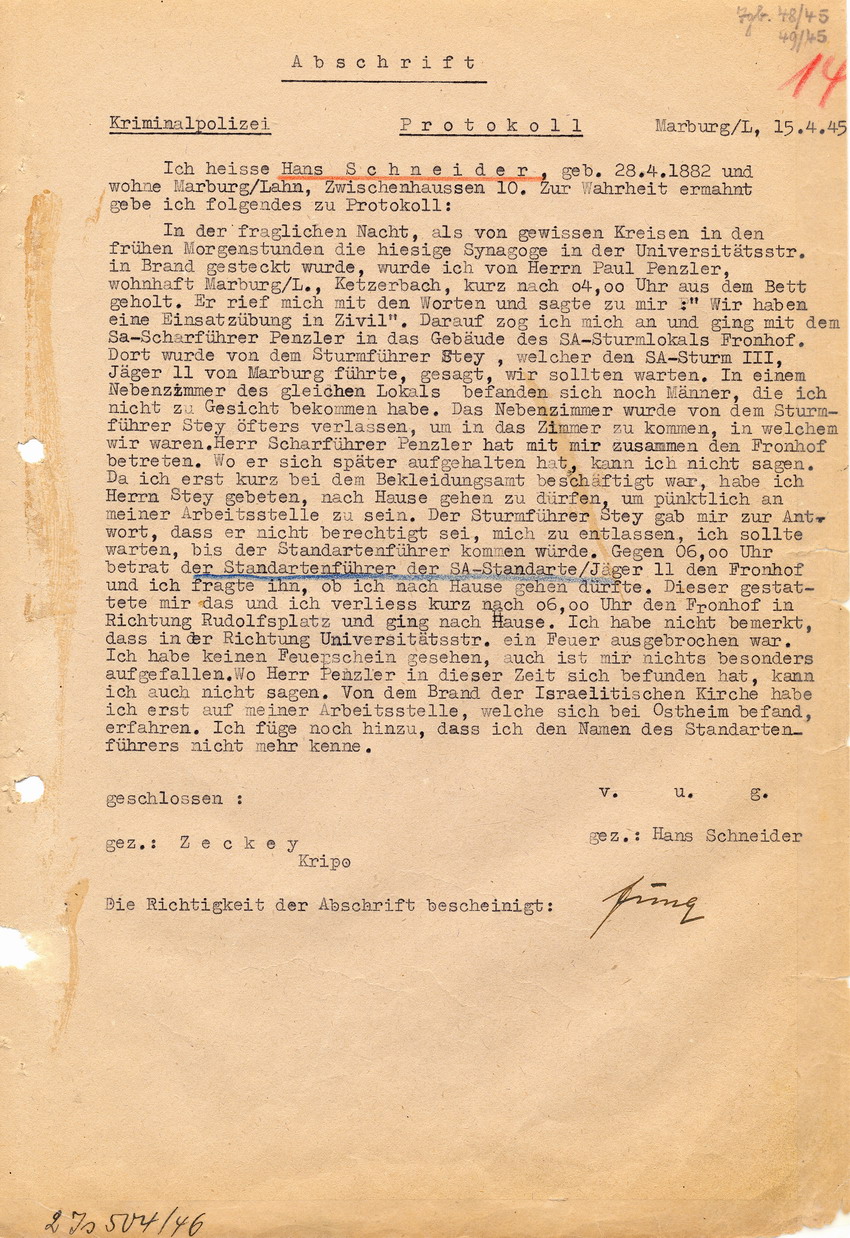 Tgb. 48/45
49/45
14
Abschrift
Kriminalpolizei Protokoll Marburg/L, 15.4.45
Ich heisse Hans Schneider, geb. 28.4.1882 und
wohne Marburg/Lahn, Zwischenhaussen 10. Zur Wahrheit ermahnt
gebe ich folgendes zu Protokoll:
In der fraglichen Nacht, als von gewissen Kreisen in den
frühen Morgenstunden die hiesige Synagoge in der Universitätsstr.
in Brand gesteckt wurde, wurde ich von Herrn Paul Penzler,
wohnhaft Marburg/L., Ketzerbach, kurz nach o4,oo Uhr aus dem Bett
geholt. Er rief mich mit den Worten und sagte zu mir :" Wir haben
eine Einsatzübung in Zivil". Darauf zog ich mich an und ging mit dem
Sa-Scharführer Penzler in das Gebäude des SA-Sturmlokals Fronhof.
Dort wurde von dem Sturmführer Stey , welcher den SA-Sturm III,
Jäger 11 von Marburg führte, gesagt, wir sollten warten. In einem
Nebenzimmer des gleichen Lokals befanden sich noch Männer, die ich
nicht zu Gesicht bekommen habe. Das Nebenzimmer wurde von dem Sturm-
führer Stey öfters verlassen, um in das Zimmer zu kommen, in welchem
wir waren.Herr Scharführer Penzler hat mit mir zusammen den Fronhof
betreten. Wo er sich später aufgehalten hat, kann ich nicht sagen.
Da ich erst kurz bei dem Bekleidungsamt beschäftigt war, habe ich
Herrn Stey gebeten, nach Hause gehen zu dürfen, um pünktlich an
meiner Arbeitsstelle zu sein. Der Sturmführer Stey gab mir zur Ant-
wort, dass er nicht berechtigt sei, mich zu entlassen, ich sollte
warten, bis der Standartenführer kommen würde. Gegen 06,oo Uhr
betrat der Standartenführer der SA-Standarte/Jäger 11 den Fronhof
und ich fragte ihn, ob ich nach Hause gehen dürfte. Dieser gestat-
tete mir das und ich verliess kurz nach o6,oo Uhr den Fronhof in
Richtung Rudolfsplatz und ging nach Hause. Ich habe nicht bemerkt,
dass in der Richtung Universitätsstr. ein Feuer ausgebrochen war.
Ich habe keinen Feuerschein gesehen, auch ist mir nichts besonders
aufgefallen.Wo Herr Penzler in dieser Zeit sich befunden hat, kann
ich auch nicht sagen. Von dem Brand der Israelitischen Kirche habe
ich erst auf meiner Arbeitsstelle, welche sich bei Ostheim befand,
erfahren. Ich füge noch hinzu, dass ich den Namen des Standarten-
führers nicht mehr kenne.
geschlossen : v. u. g.
gez.: Zeckey gez.: Hans Schneider
Kripo
Die Richtigkeit der Abschrift bescheinigt: Jung
2 Js 504/46